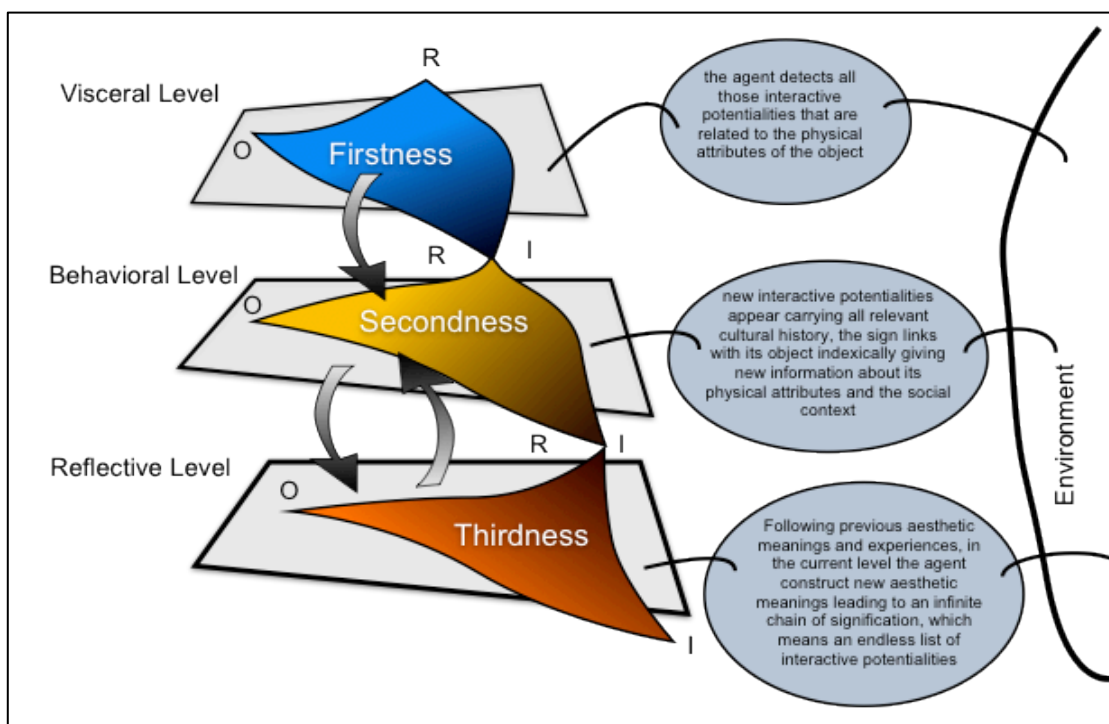 R
Visceral Level
O
Firstness
the agent detects all
those interactive
potentialities that are
related to the physical
attributes of the object
R
I
Behavioral Level
O
Secondness
new interactive potentialities
appear carrying all relevant
cultural history, the sign links
with its object indexically giving
new information about its
physical attributes and the social
context
Environment
R
I
Reflective Level
O
Thirdness
Following previous aesthetic
meanings and experiences, in
the current level the agent
construct new aesthetic
meanings leading to an infinite
chain of signification, which
means an endless list of
interactive potentialities
I